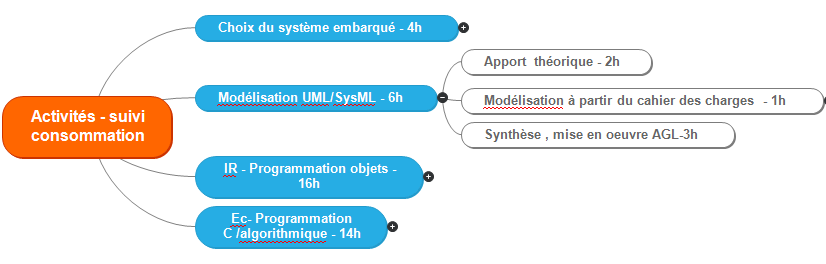 Activités - suivi
consommation
Choix du système embarqué - 4h
Modélisation UML/SysML - 6h
Apport théorique - 2h
Modélisation à partir du cahier des charges - 1h
Synthèse , mise en oeuvre AGL-3h
IR - Programmation objets -
16h
Ec- Programmation
C /algorithmique - 14h